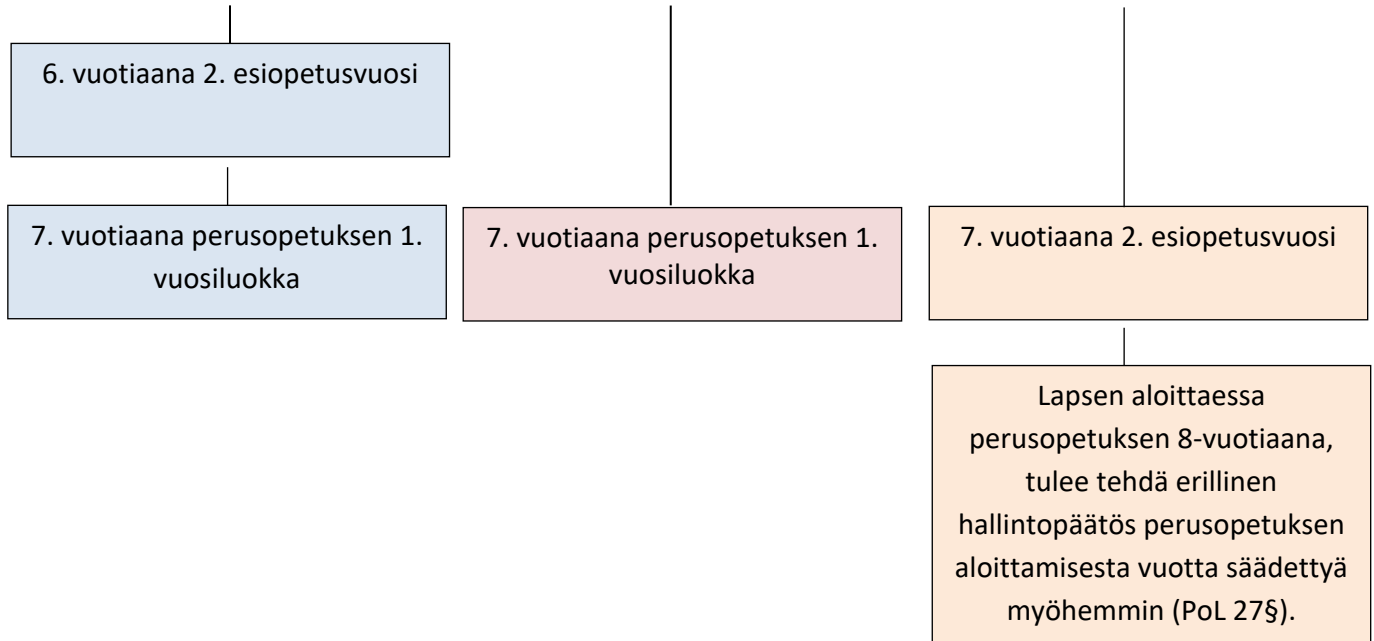 6. vuotiaana 2. esiopetusvuosi
7. vuotiaana perusopetuksen 1.
vuosiluokka
7. vuotiaana perusopetuksen 1.
vuosiluokka
7. vuotiaana 2. esiopetusvuosi
Lapsen aloittaessa
perusopetuksen 8-vuotiaana,
tulee tehdä erillinen
hallintopäätös perusopetuksen
aloittamisesta vuotta säädettyä
myöhemmin (PoL 27§).